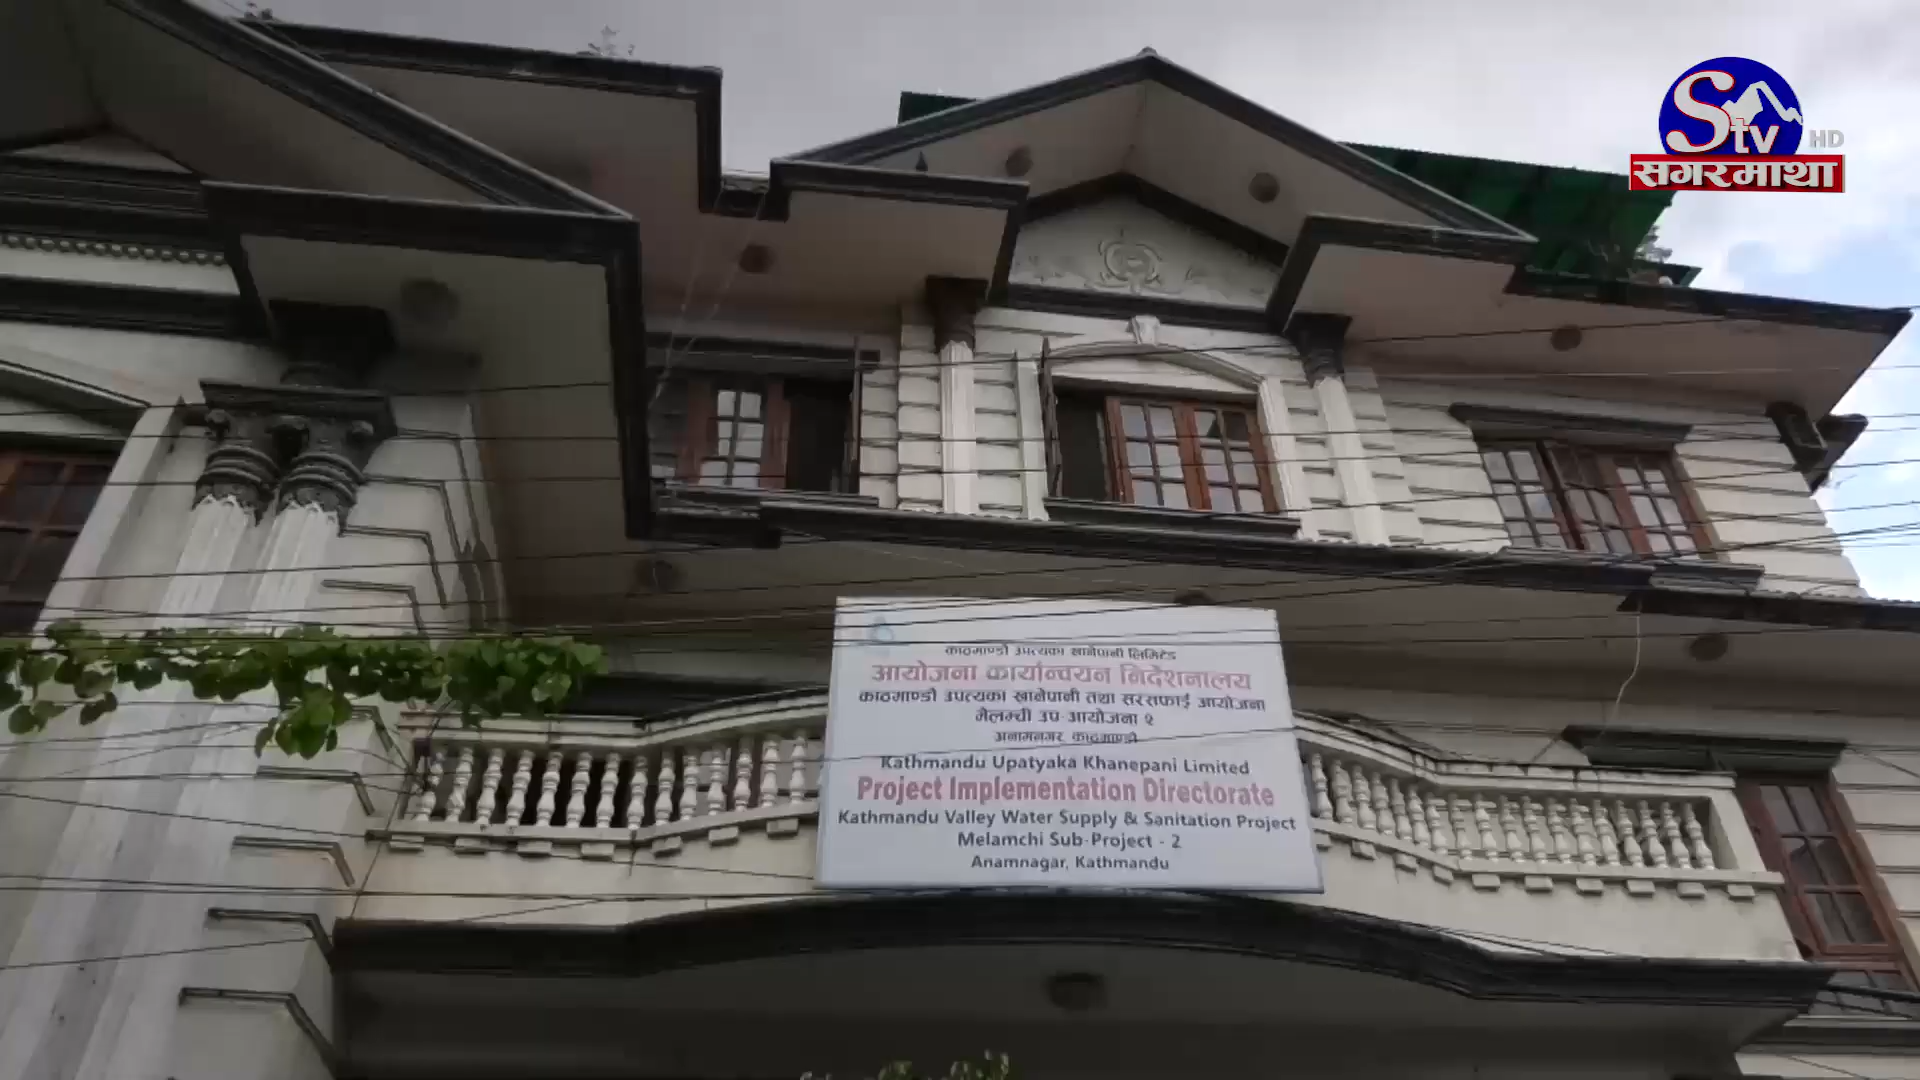 STV HD
सगरमाथा
काठमाण्डौ उपत्यका खानेपानी लिमिटेड
आयोजना कार्यान्वयन निर्देशनालय
काठमाण्डौ उपत्यका खानेपानी तथा सरसफाई आयोजना
मेलम्ची उप-आयोजना २
अनामनगर, काठमाण्डौ
Kathmandu Upatyaka Khanepani Limited
Project Implementation Directorate
Kathmandu Valley Water Supply & Sanitation Project
Melamchi Sub-Project - 2
Anamnagar, Kathmandu